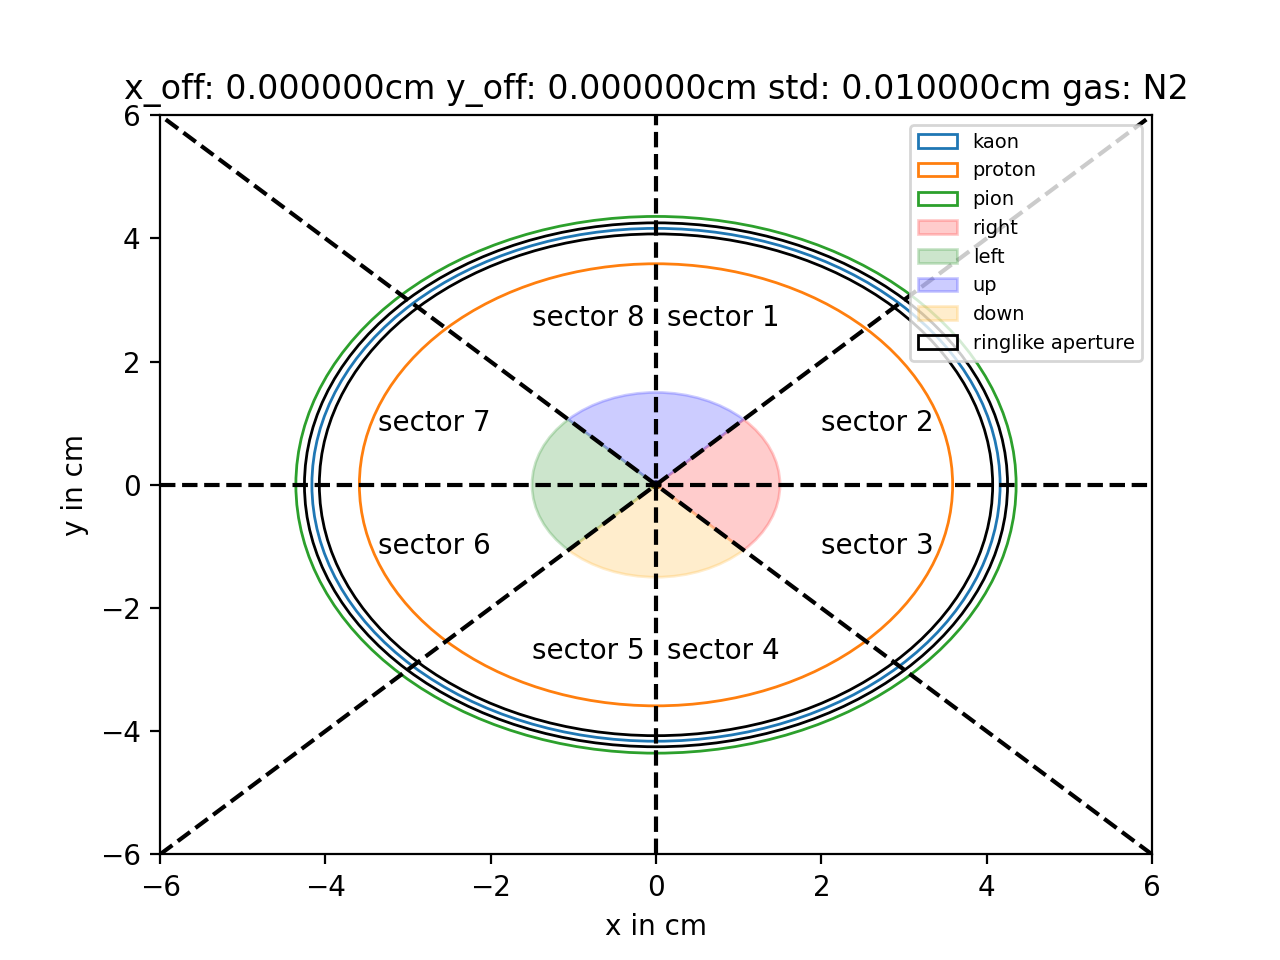 x_off: 0.000000cm y_off: 0.000000cm std: 0.010000cm gas: N2
6
4
2
0
−2
−4
−6
y in cm
−6
−4
−2
0
2
4
6
x in cm
kaon
proton
pion
right
left
up
down
ringlike aperture
sector 8
sector 1
sector 7
sector 2
sector 6
sector 3
sector 5
sector 4